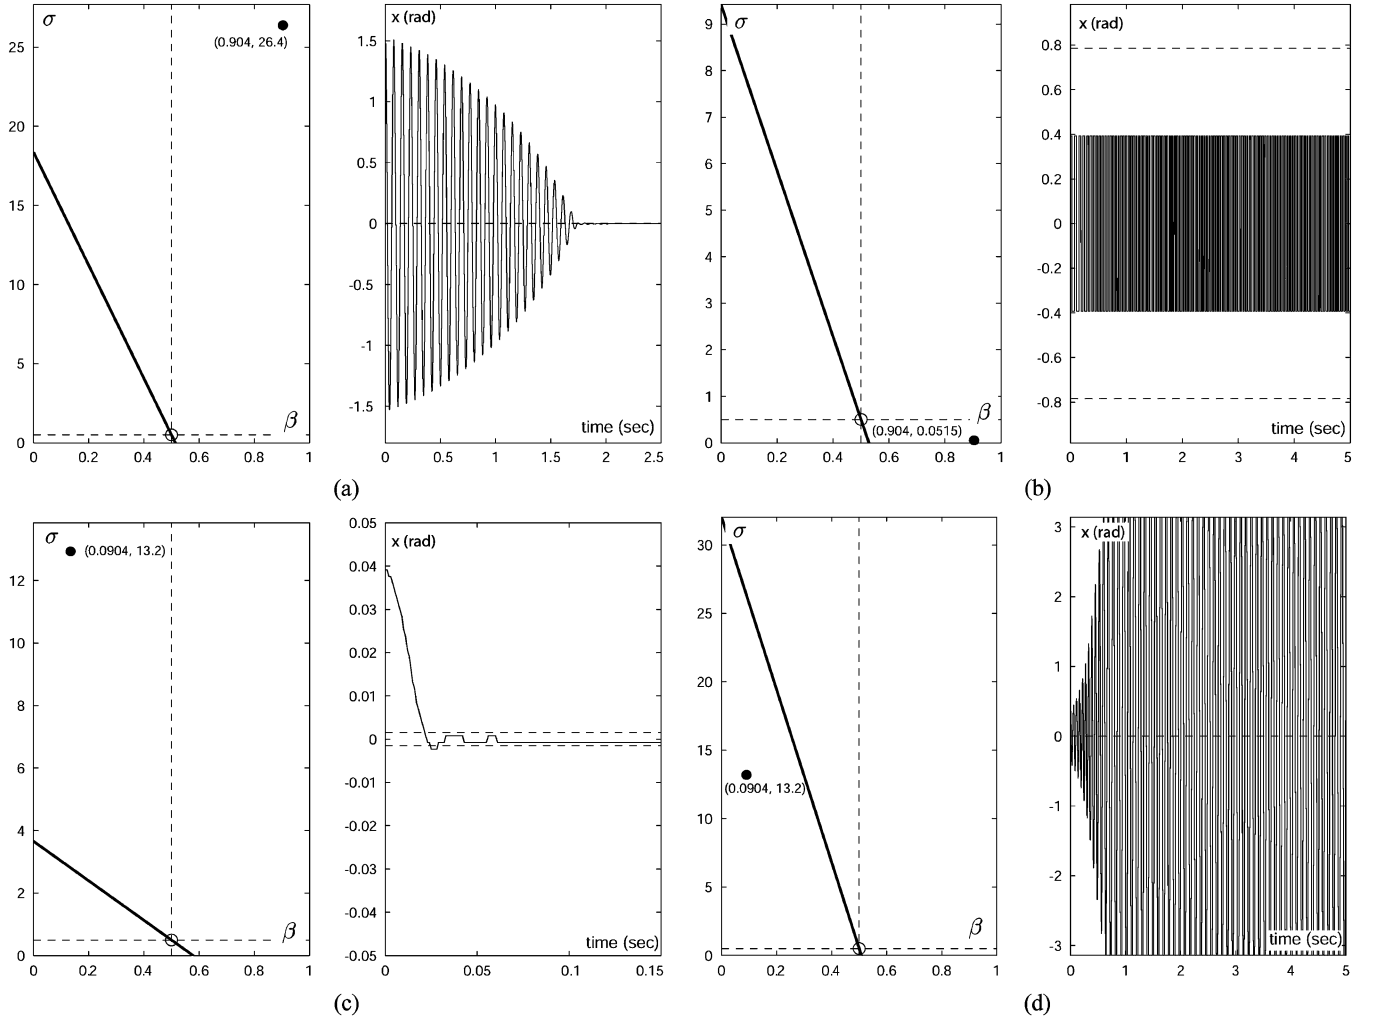 σ
(0.904, 26.4)
25
20
15
10
5
0
β
0 0.2 0.4 0.6 0.8 1
x (rad)
1.5
1
0.5
0
-0.5
-1
-1.5
time (sec)
0 0.5 1 1.5 2 2.5
(a)
σ
9
8
7
6
5
4
3
2
1
0
β
(0.904, 0.0515)
0 0.2 0.4 0.6 0.8 1
x (rad)
0.8
0.6
0.4
0.2
0
-0.2
-0.4
-0.6
-0.8
time (sec)
0 1 2 3 4 5
(b)
σ
(0.0904, 13.2)
12
10
8
6
4
2
0
β
0 0.2 0.4 0.6 0.8 1
0.05
x (rad)
0.04
0.03
0.02
0.01
0
-0.01
-0.02
-0.03
-0.04
-0.05
time (sec)
0 0.05 0.1 0.15
(c)
σ
30
25
20
15
10
5
0
(0.0904, 13.2)
β
0 0.2 0.4 0.6 0.8 1
x (rad)
3
2
1
0
-1
-2
-3
time (sec)
0 1 2 3 4 5
(d)